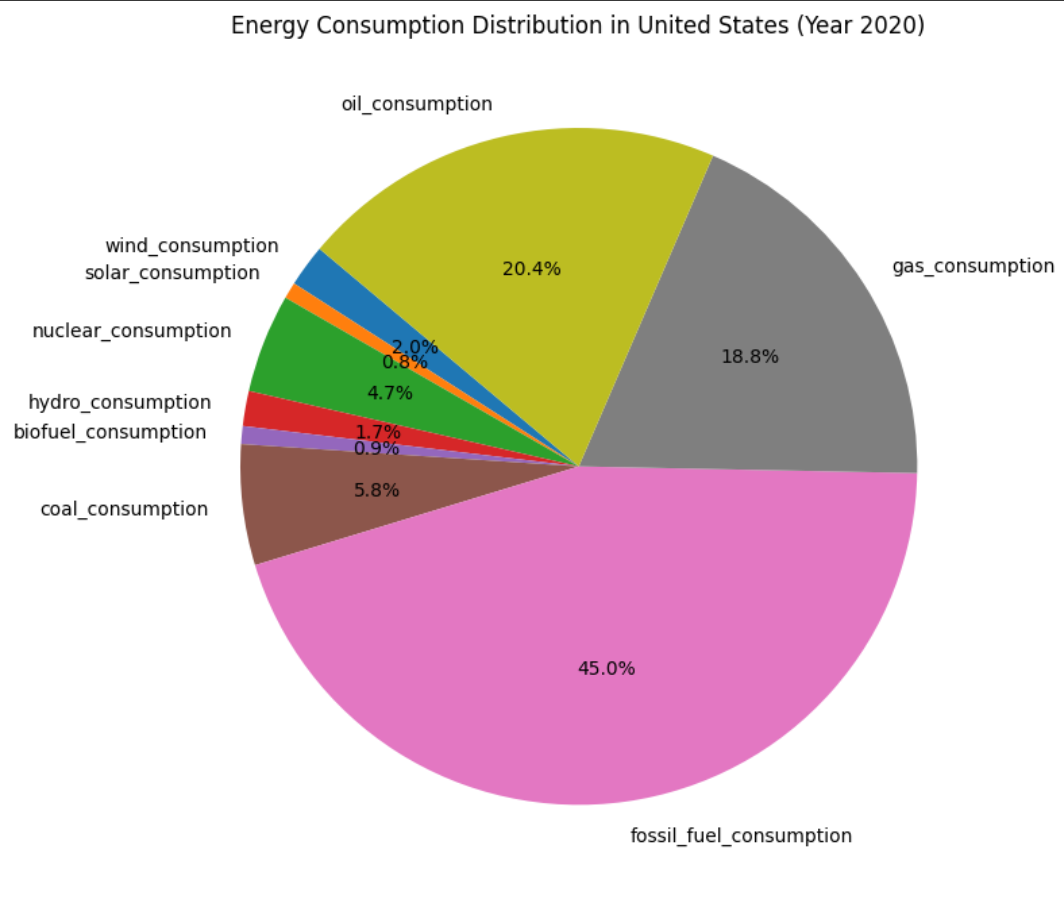 Energy Consumption Distribution in United States (Year 2020)
oil_consumption
wind_consumption
solar_consumption
gas_consumption
nuclear_consumption
hydro_consumption
biofuel_consumption
coal_consumption
fossil_fuel_consumption
20.4%
18.8%
2.0%
0.8%
4.7%
1.7%
0.9%
5.8%
45.0%